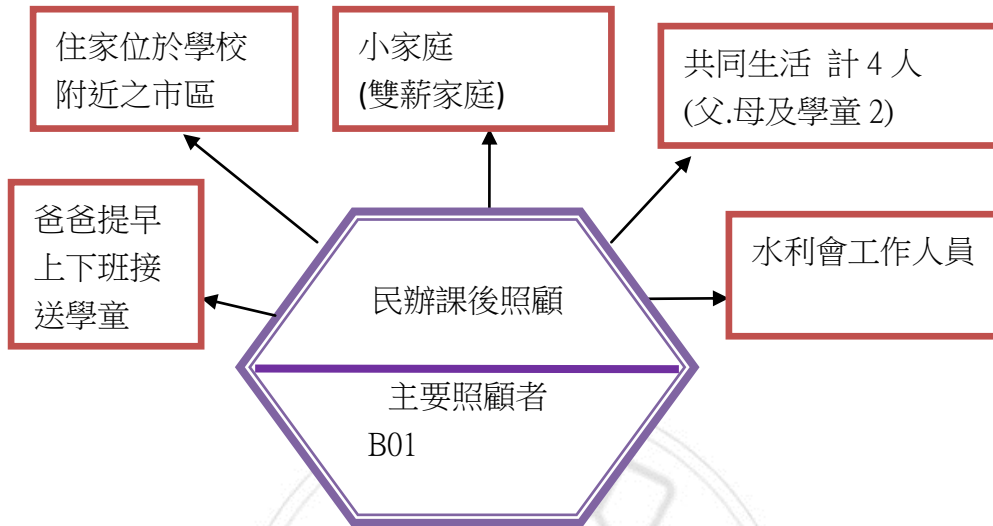 住家位於學校
附近之市區
小家庭
(雙薪家庭)
共同生活 計 4 人
(父.母及學童 2)
爸爸提早
上下班接
送學童
水利會工作人員
民辦課後照顧
主要照顧者
B01